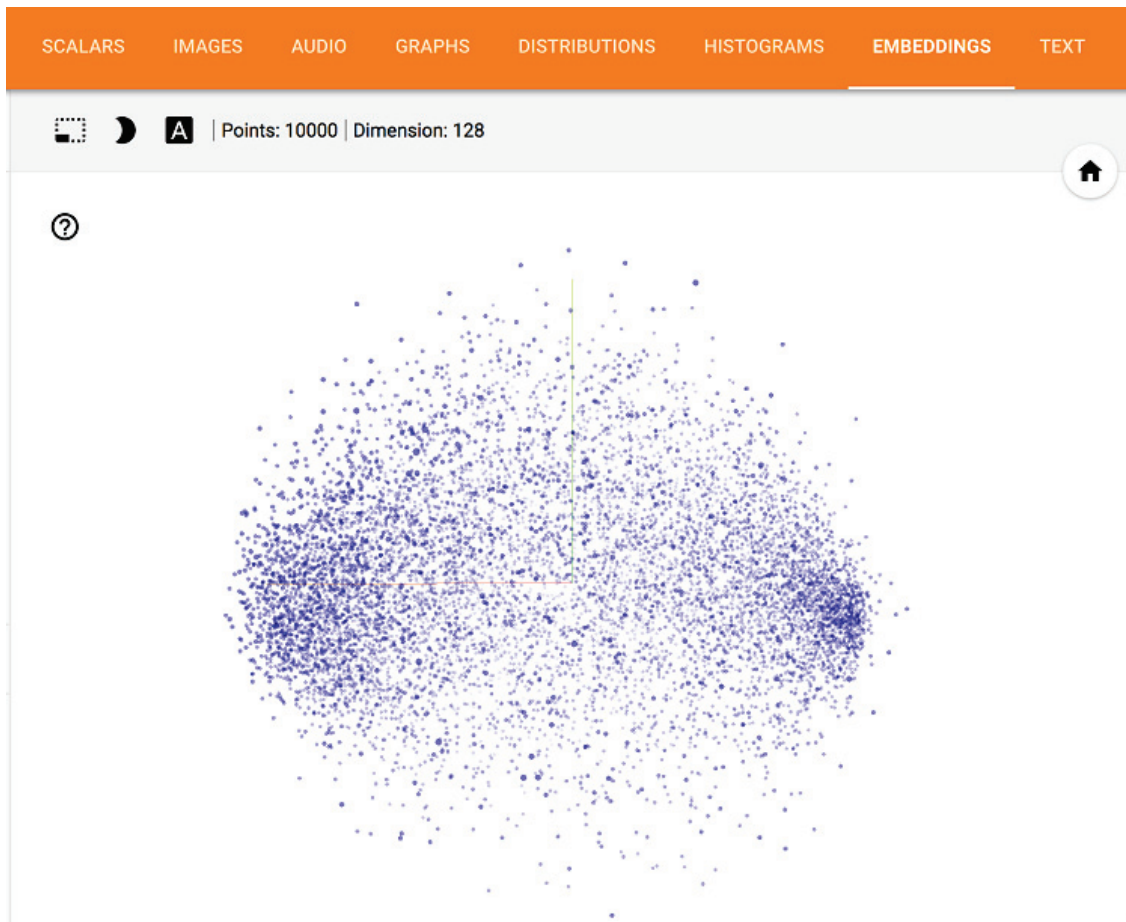 SCALARS IMAGES AUDIO GRAPHS DISTRIBUTIONS HISTOGRAMS EMBEDDINGS TEXT
A | Points: 10000 | Dimension: 128
?